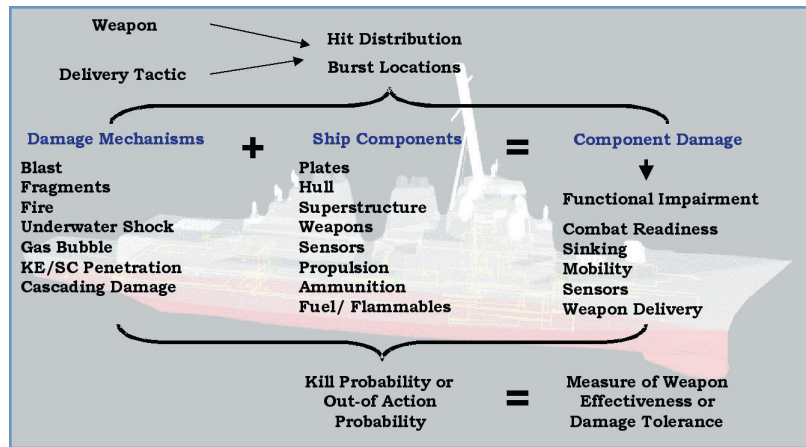 Weapon
Delivery Tactic
Hit Distribution
Burst Locations
Damage Mechanisms
Blast
Fragments
Fire
Underwater Shock
Gas Bubble
KE/SC Penetration
Cascading Damage
+
Ship Components
Plates
Hull
Superstructure
Weapons
Sensors
Propulsion
Ammunition
Fuel/ Flammables
=
Component Damage
Functional Impairment
Combat Readiness
Sinking
Mobility
Sensors
Weapon Delivery
Kill Probability or
Out-of Action
Probability
=
Measure of Weapon
Effectiveness or
Damage Tolerance